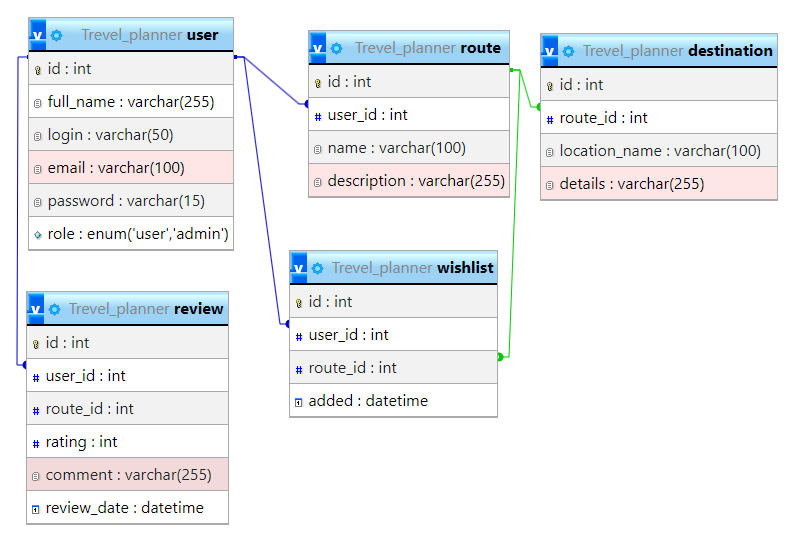 v Trevel_planner user
id : int
full_name : varchar(255)
login : varchar(50)
email : varchar(100)
password : varchar(15)
role : enum('user','admin')
v Trevel_planner route
id : int
# user_id : int
name : varchar(100)
description : varchar(255)
v Trevel_planner destination
id : int
# route_id : int
location_name : varchar(100)
details : varchar(255)
v Trevel_planner wishlist
id : int
# user_id : int
# route_id : int
added : datetime
v Trevel_planner review
id : int
# user_id : int
# route_id : int
# rating : int
comment : varchar(255)
review_date : datetime